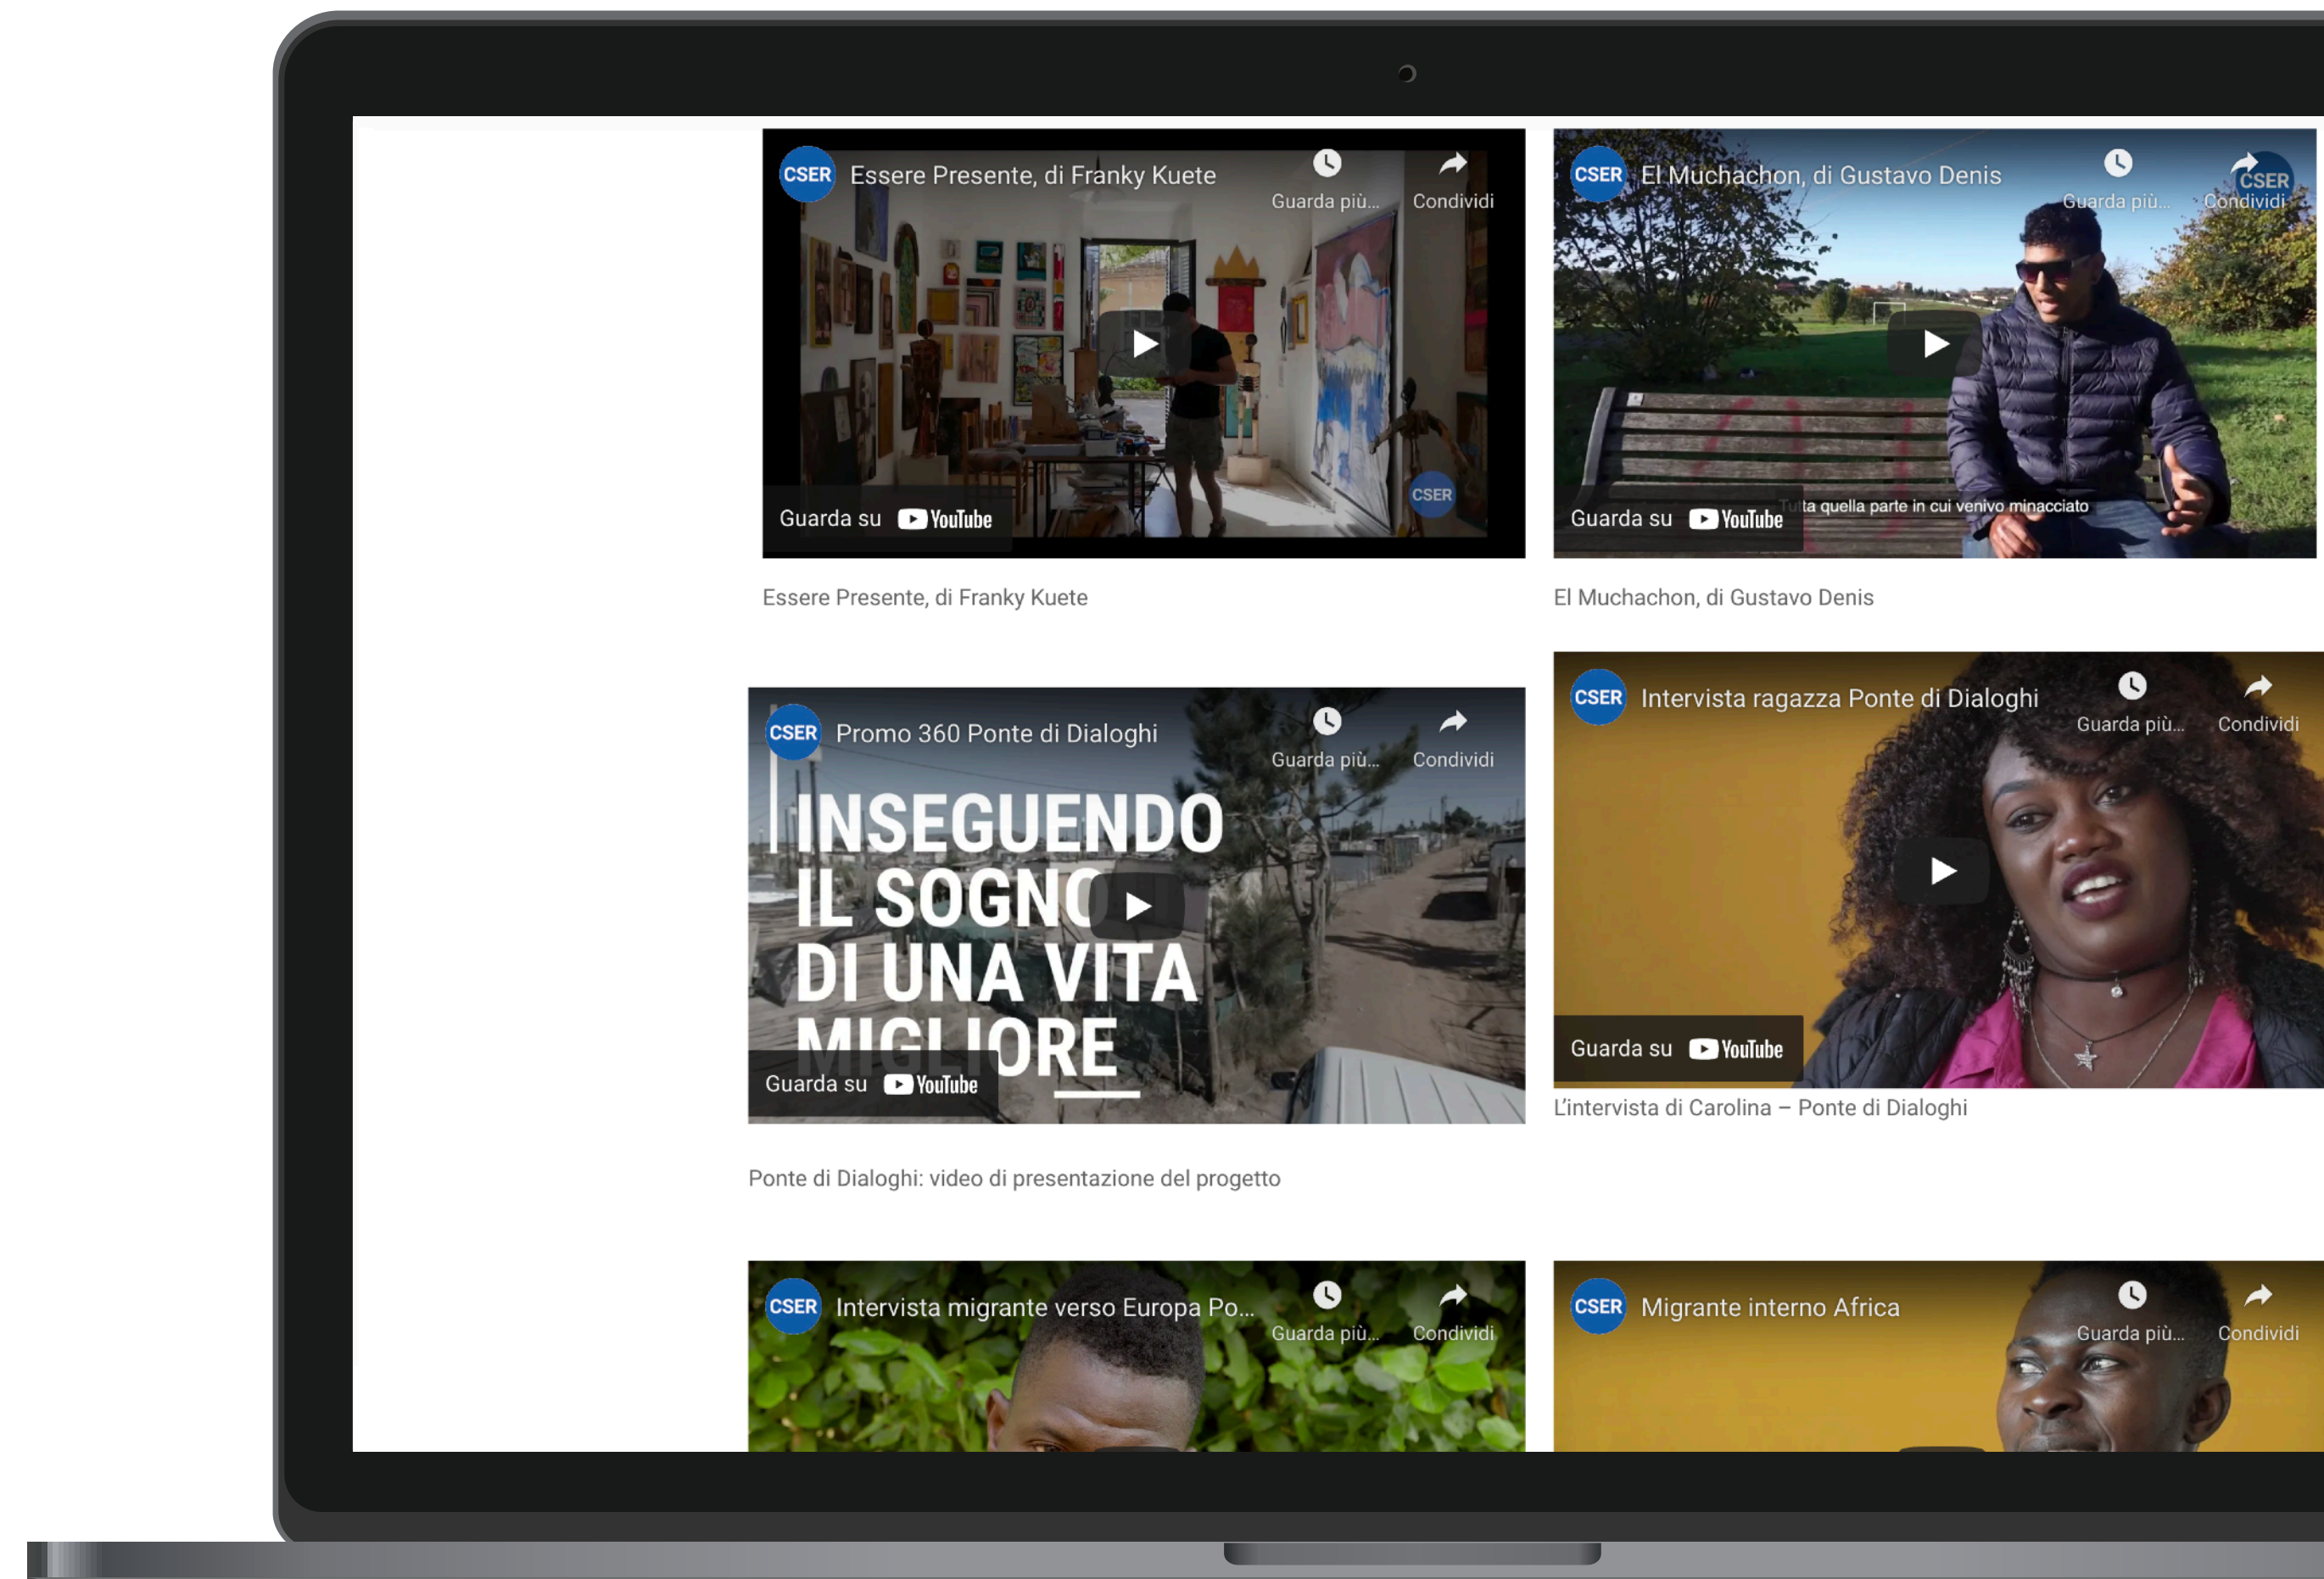 CSER Essere Presente, di Franky Kuete
Guarda più... Condividi
CSER
Guarda su YouTube
Essere Presente, di Franky Kuete
CSER El Muchachon, di Gustavo Denis
CSER
Guarda più... Condividi
Tutta quella parte in cui venivo minacciato
Guarda su YouTube
El Muchachon, di Gustavo Denis
CSER Promo 360 Ponte di Dialoghi
Guarda più... Condividi
INSEGUENDO
IL SOGNO
DI UNA VITA
MIGLIORE
Guarda su YouTube
Ponte di Dialoghi: video di presentazione del progetto
CSER Intervista ragazza Ponte di Dialoghi
Guarda più... Condividi
Guarda su YouTube
L'intervista di Carolina – Ponte di Dialoghi
CSER Intervista migrante verso Europa Po...
Guarda più... Condividi
CSER Migrante interno Africa
Guarda più... Condividi